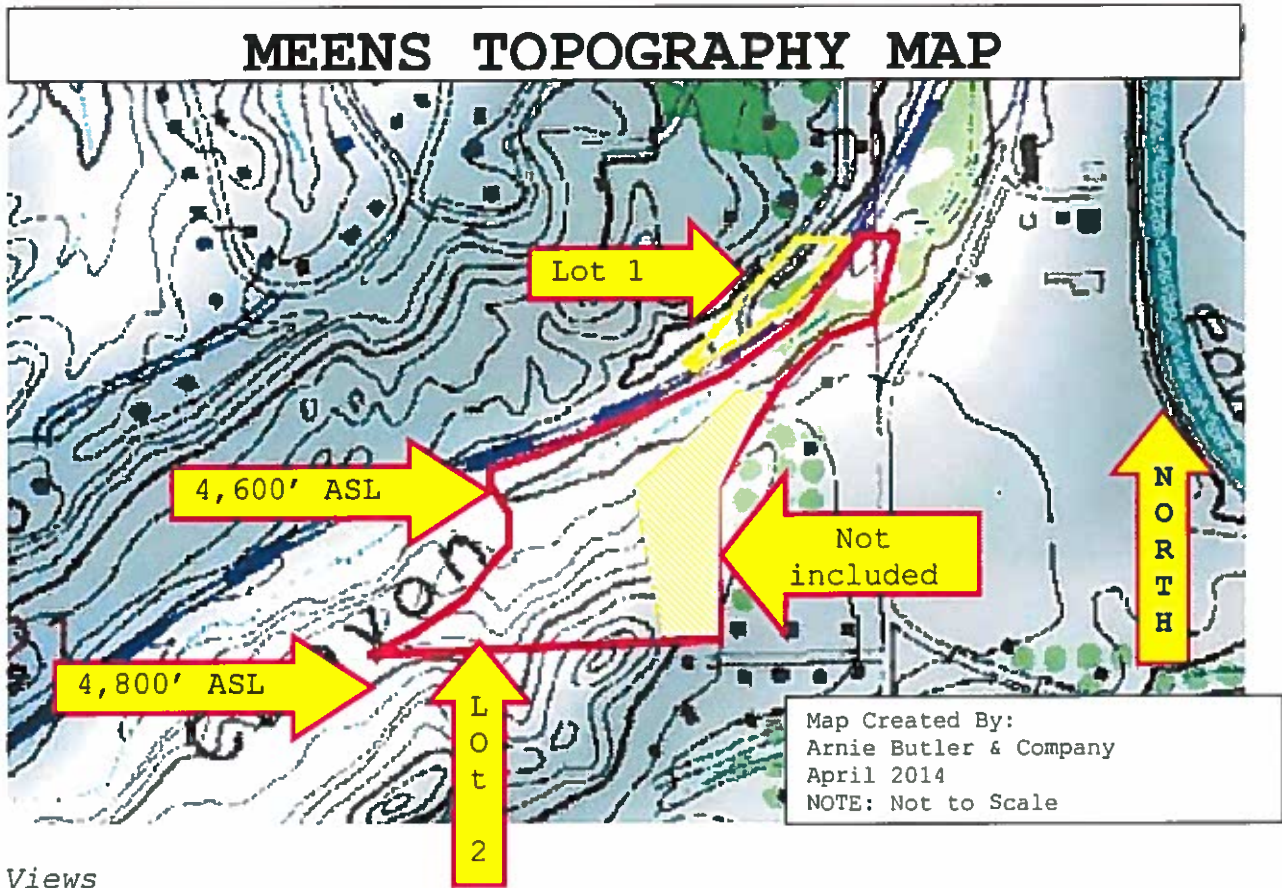 MEENS TOPOGRAPHY MAP
Lot 1
4,600' ASL
Not
included
N
O
R
T
H
yon
4,800' ASL
L
o
t
2
Map Created By:
Arnie Butler & Company
April 2014
NOTE: Not to Scale
Views